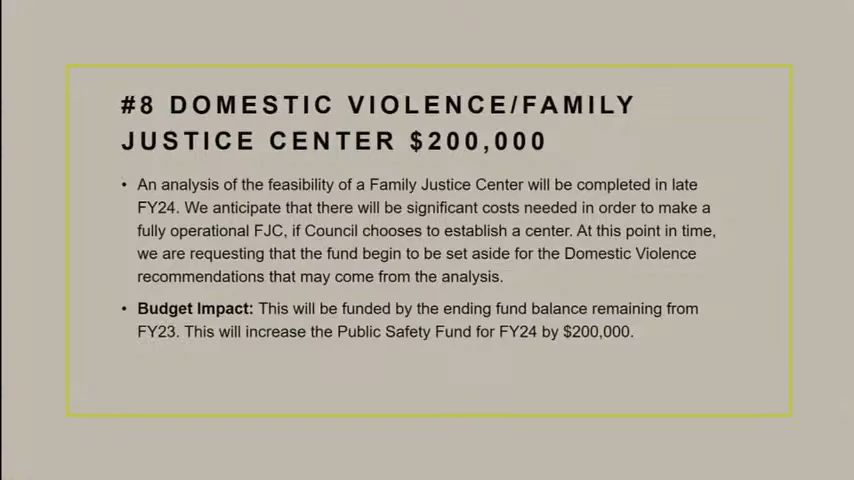 #8 DOMESTIC VIOLENCE/FAMILY
JUSTICE CENTER $200,000
• An analysis of the feasibility of a Family Justice Center will be completed in late
FY24. We anticipate that there will be significant costs needed in order to make a
fully operational FJC, if Council chooses to establish a center. At this point in time,
we are requesting that the fund begin to be set aside for the Domestic Violence
recommendations that may come from the analysis.
• Budget Impact: This will be funded by the ending fund balance remaining from
FY23. This will increase the Public Safety Fund for FY24 by $200,000.